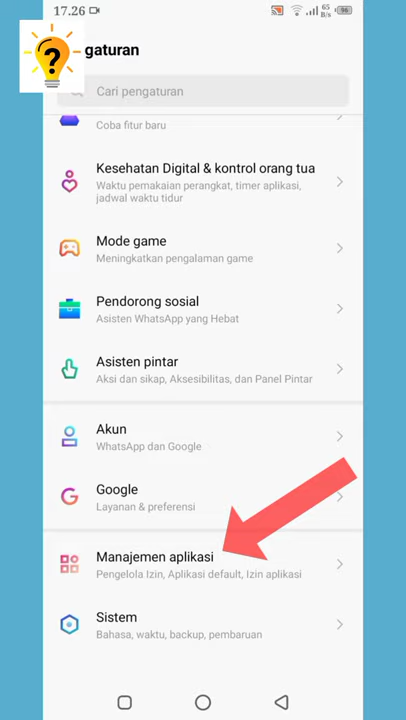 17.26
65
B/s
96
gaturan
Cari pengaturan
Coba fitur baru
Kesehatan Digital & kontrol orang tua
Waktu pemakaian perangkat, timer aplikasi,
jadwal waktu tidur
Mode game
Meningkatkan pengalaman game
Pendorong sosial
Asisten WhatsApp yang Hebat
Asisten pintar
Aksi dan sikap, Aksesibilitas, dan Panel Pintar
Akun
WhatsApp dan Google
Google
Layanan & preferensi
Manajemen aplikasi
Pengelola Izin, Aplikasi default, Izin aplikasi
Sistem
Bahasa, waktu, backup, pembaruan